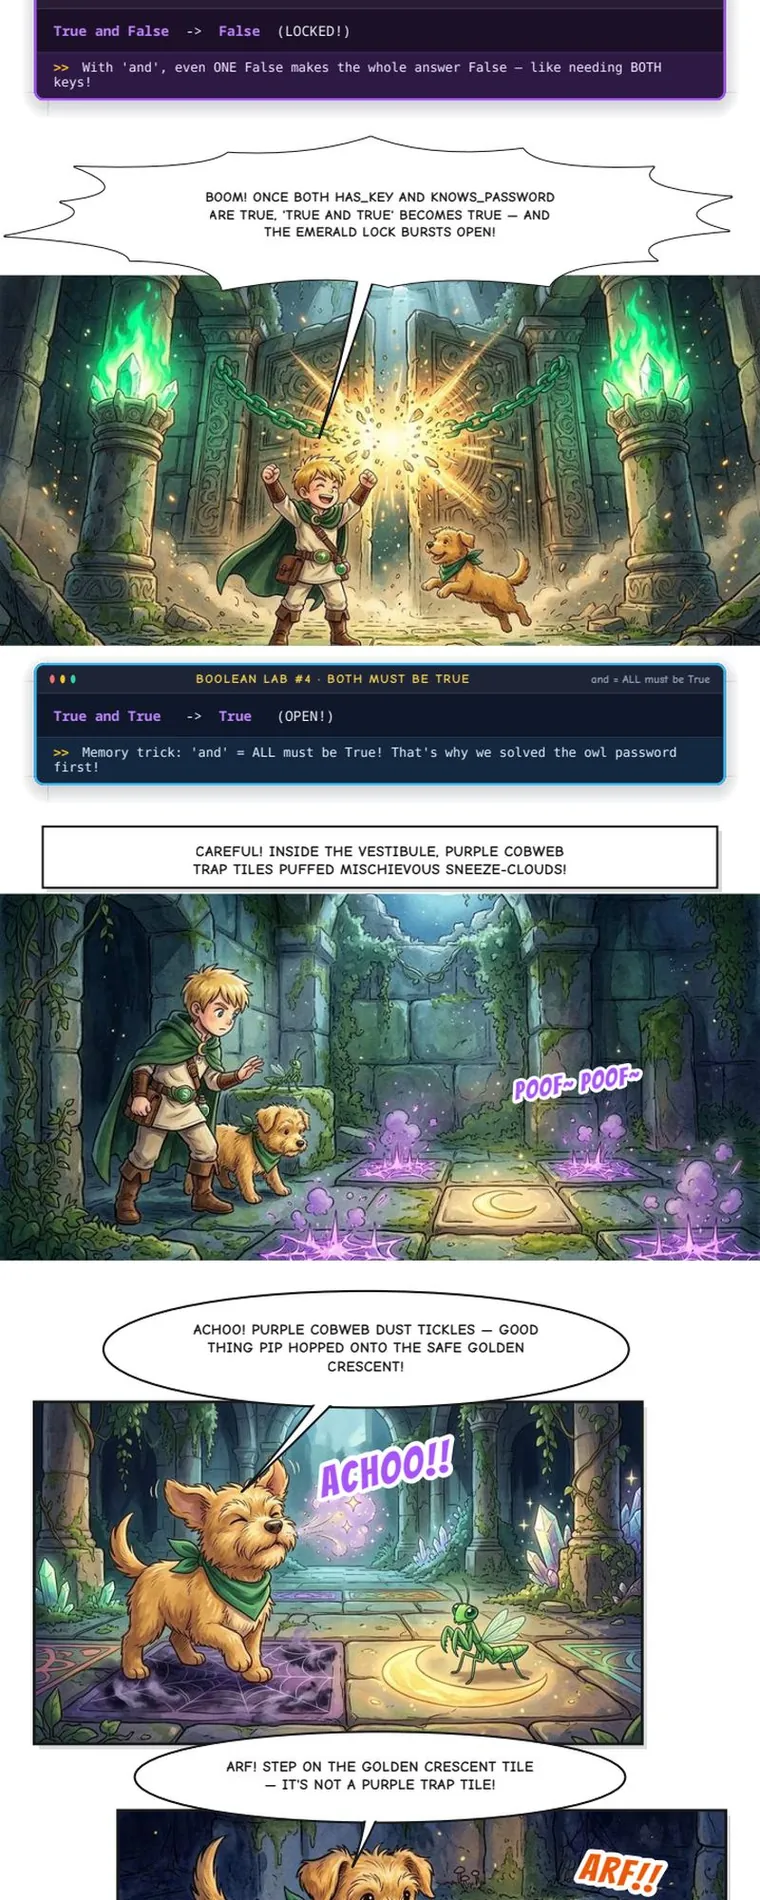 True and False -> False (LOCKED!)
>> With 'and', even ONE False makes the whole answer False — like needing BOTH
keys!
BOOM! ONCE BOTH HAS_KEY AND KNOWS_PASSWORD
ARE TRUE, 'TRUE AND TRUE' BECOMES TRUE — AND
THE EMERALD LOCK BURSTS OPEN!
BOOLEAN LAB #4 · BOTH MUST BE TRUE
and = ALL must be True
True and True -> True (OPEN!)
>> Memory trick: 'and' = ALL must be True! That's why we solved the owl password
first!
CAREFUL! INSIDE THE VESTIBULE, PURPLE COBWEB
TRAP TILES PUFFED MISCHIEVOUS SNEEZE-CLOUDS!
POOF~ POOF~
ACHOO! PURPLE COBWEB DUST TICKLES — GOOD
THING PIP HOPPED ONTO THE SAFE GOLDEN
CRESCENT!
ACHOO!!
ARF! STEP ON THE GOLDEN CRESCENT TILE
— IT'S NOT A PURPLE TRAP TILE!
ARF!!